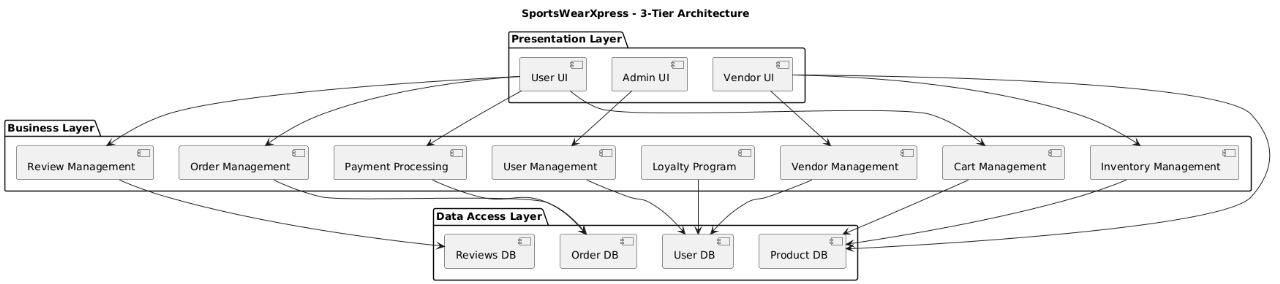 SportsWearXpress - 3-Tier Architecture
Presentation Layer
User UI
Admin UI
Vendor UI
Business Layer
Review Management
Order Management
Payment Processing
User Management
Loyalty Program
Vendor Management
Cart Management
Inventory Management
Data Access Layer
Reviews DB
Order DB
User DB
Product DB